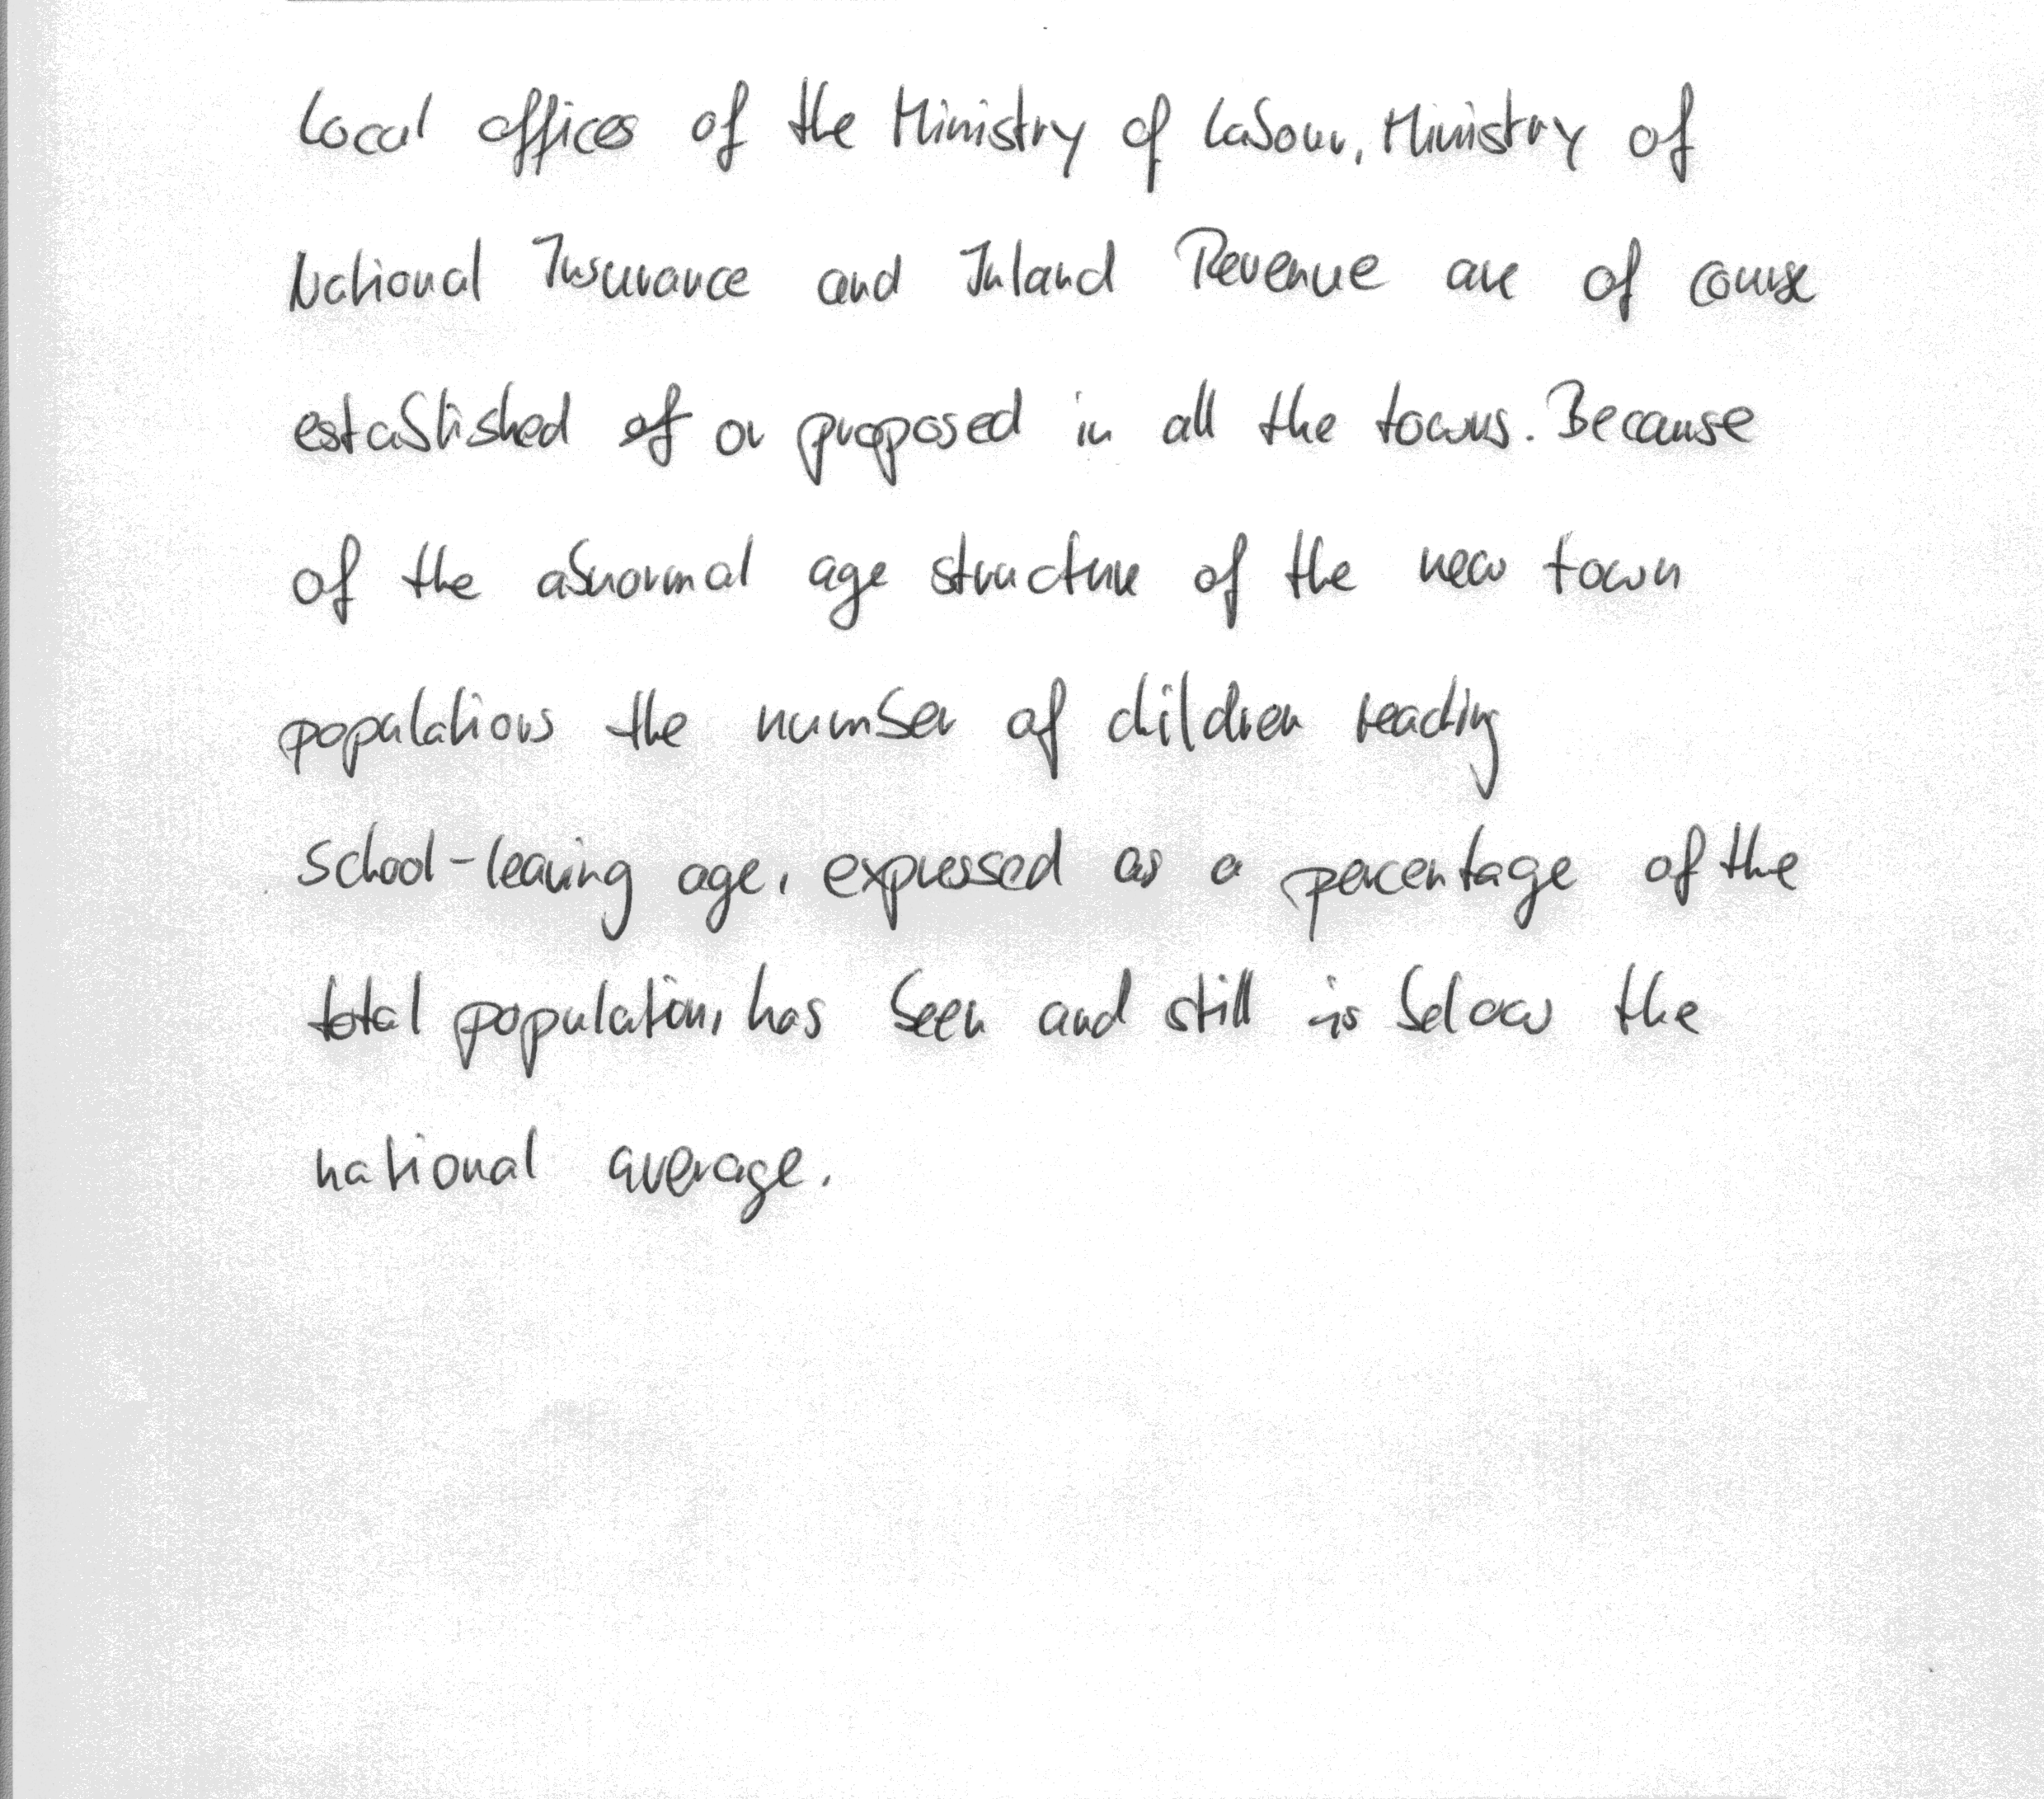 Local offices of the Ministry of Labour, Ministry of
National Insurance and Inland Revenue are of course
established of or proposed in all the towns. Because
of the abnormal age structure of the new town
populations the number of children reaching
school-leaving age, expressed as a percentage of the
total population, has been and still is below the
national average.